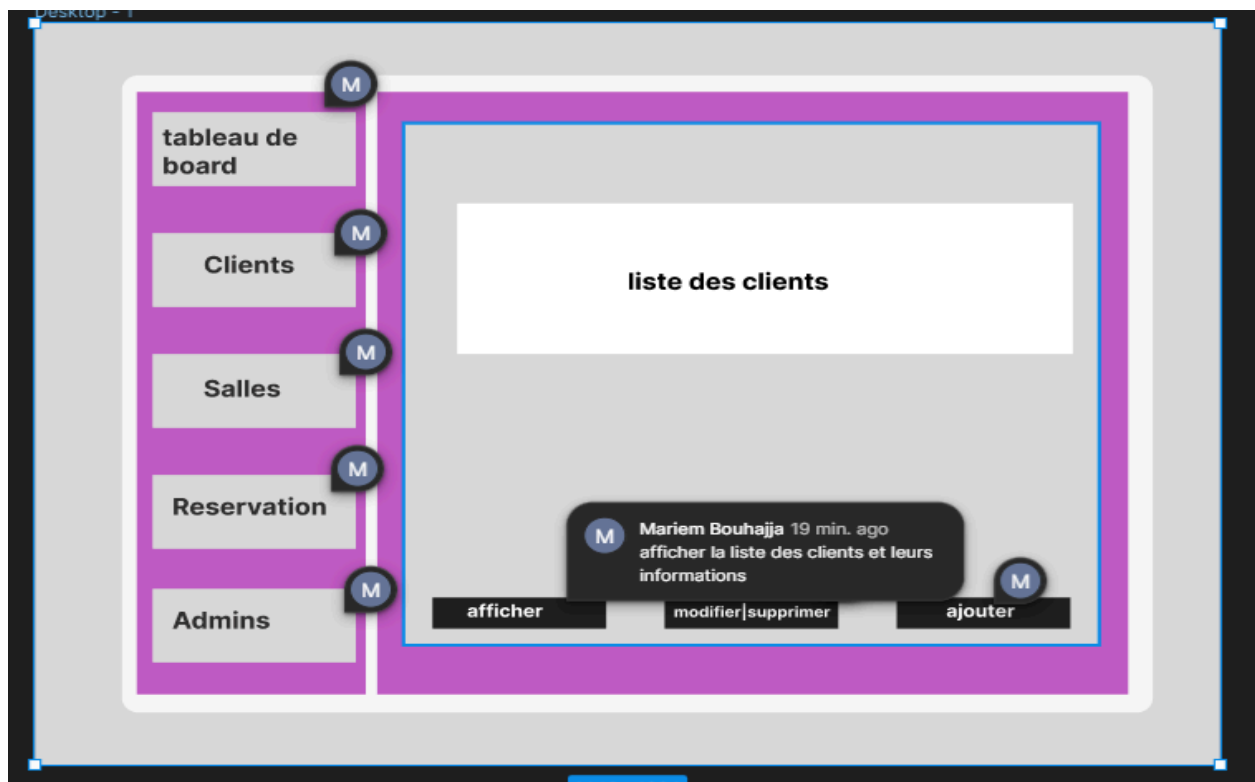 Desktop - 1
M
tableau de
board
M
Clients
liste des clients
M
Salles
M
Reservation
M
Mariem Bouhajja 19 min. ago
afficher la liste des clients et leurs
informations
M
M
Admins
afficher
modifier|supprimer
ajouter